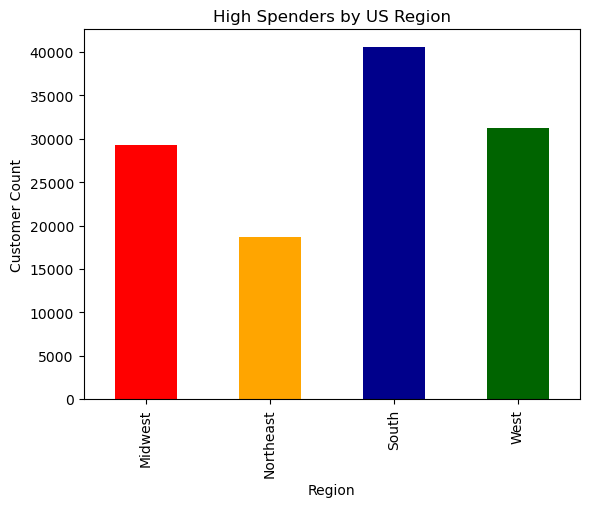 High Spenders by US Region
Customer Count
40000
35000
30000
25000
20000
15000
10000
5000
0
Midwest
Northeast
South
West
Region